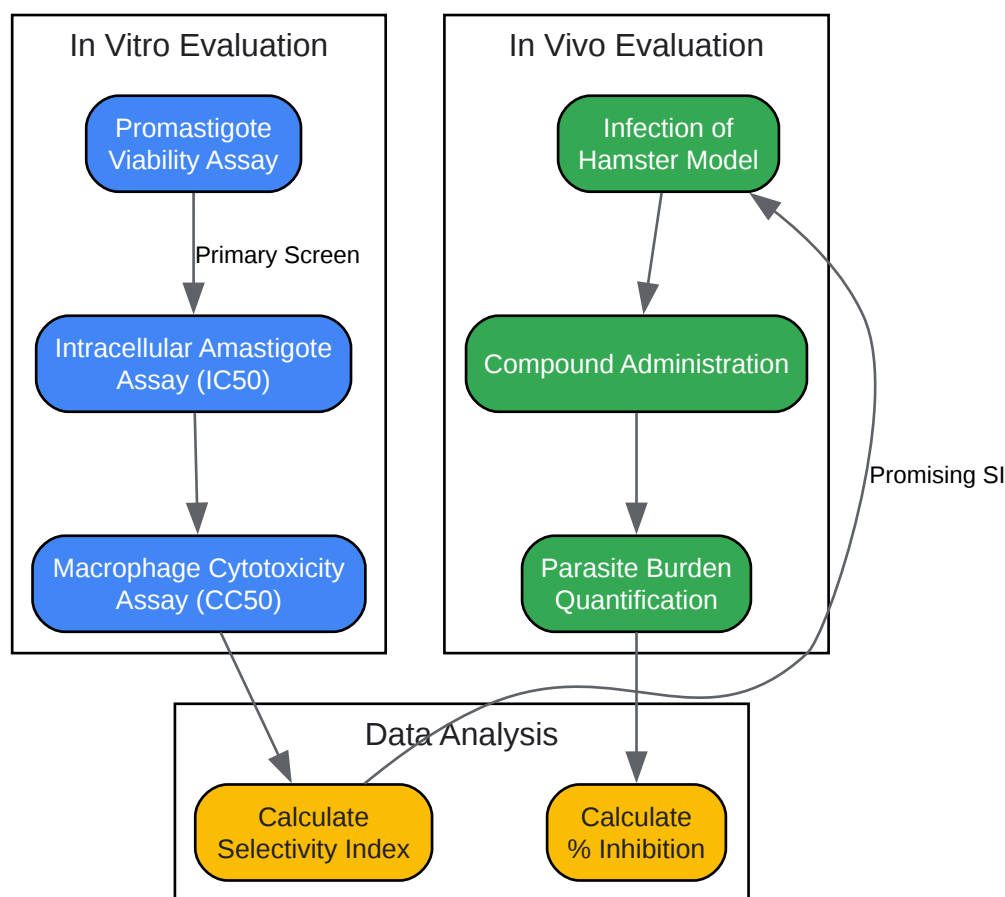 In Vitro Evaluation
Promastigote
Viability Assay
Primary Screen
Intracellular Amastigote
Assay (IC50)
Macrophage Cytotoxicity
Assay (CC50)
In Vivo Evaluation
Infection of
Hamster Model
Compound Administration
Promising SI
Parasite Burden
Quantification
Data Analysis
Calculate
Selectivity Index
Calculate
% Inhibition